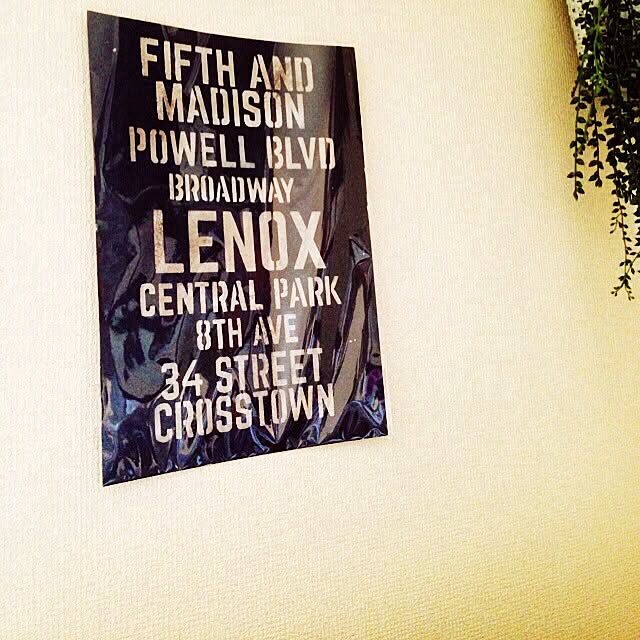 FIFTH AND
MADISON
POWELL BLVD
BROADWAY
LENOX
CENTRAL PARK
8TH AVE
34 STREET
CROSSTOWN